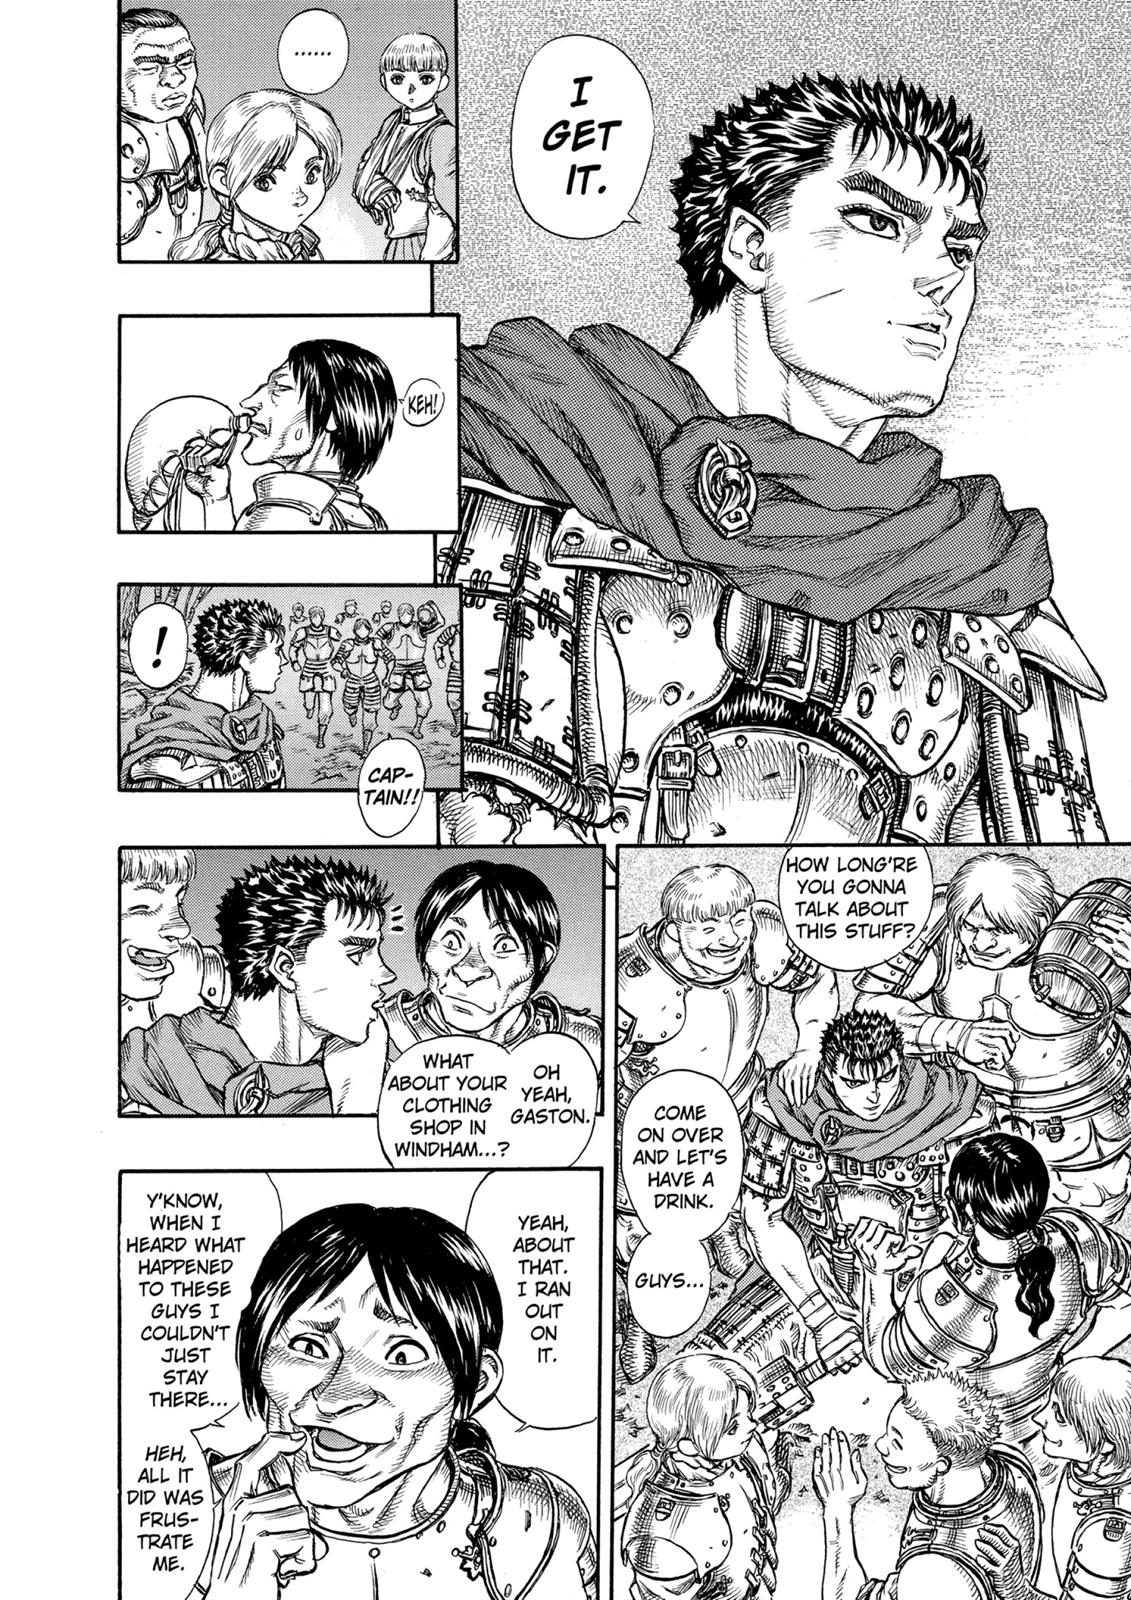 I
GET
IT.
......
KEH!
!
CAP-
TAIN!!
HOW LONG'RE
YOU GONNA
TALK ABOUT
THIS STUFF?
COME
ON OVER
AND LET'S
HAVE A
DRINK.
GUYS...
OH
YEAH,
GASTON.
WHAT
ABOUT YOUR
CLOTHING
SHOP IN
WINDHAM...?
YEAH,
ABOUT
THAT.
I RAN
OUT
ON
IT.
Y'KNOW,
WHEN I
HEARD WHAT
HAPPENED
TO THESE
GUYS I
COULDN'T
JUST
STAY
THERE...
HEH,
ALL IT
DID WAS
FRUS-
TRATE
ME.